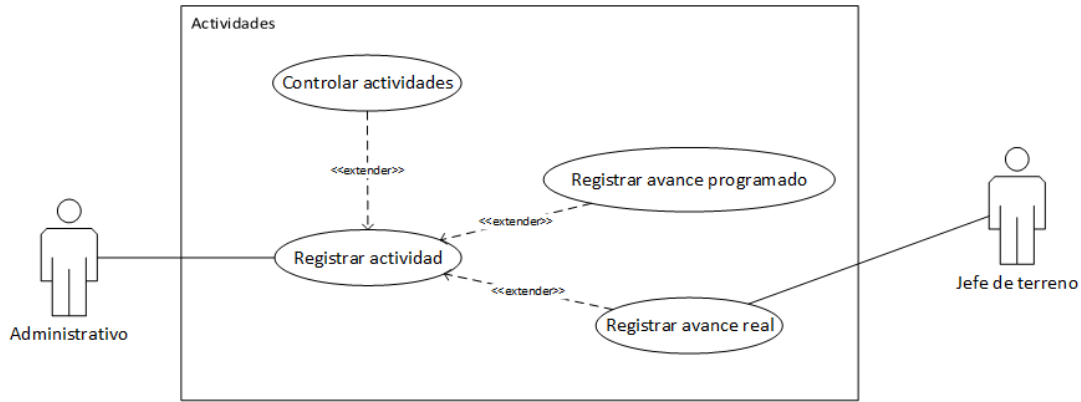 Actividades
Controlar actividades
<<extender>>
Registrar avance programado
<<extender>>
Registrar actividad
<<extender>>
Registrar avance real
Administrativo
Jefe de terreno